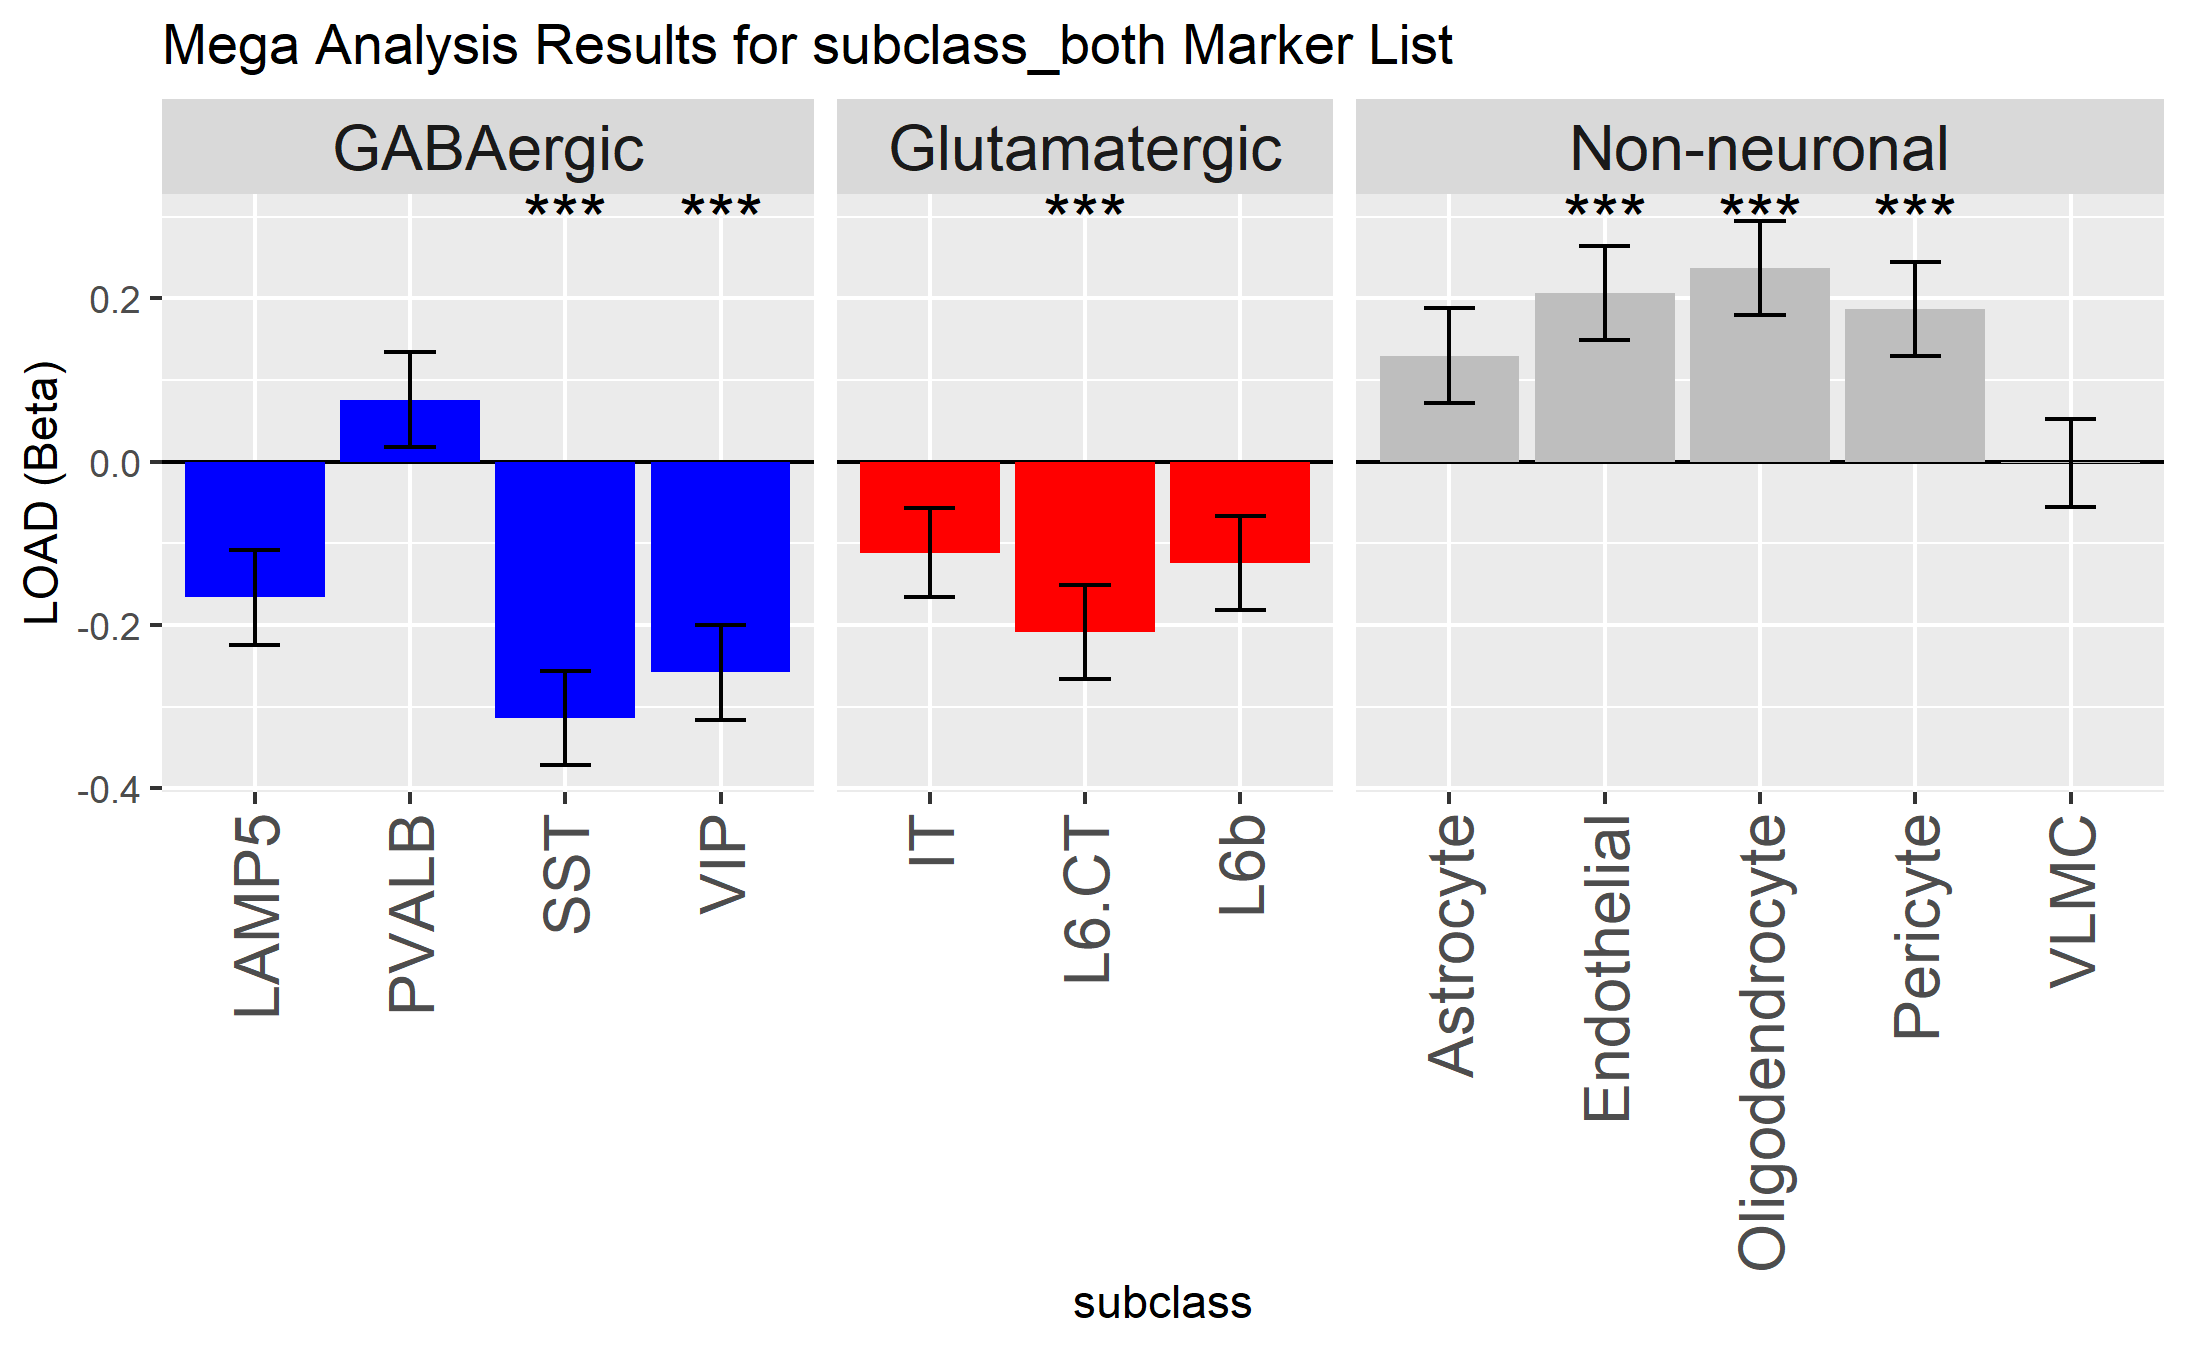 Mega Analysis Results for subclass_both Marker List
GABAergic
Glutamatergic
Non-neuronal
*** ***
***
*** *** ***
LOAD (Beta)
0.2
0.0
-0.2
-0.4
LAMP5
PVALB
SST
VIP
IT
L6.CT
L6b
Astrocyte
Endothelial
Oligodendrocyte
Pericyte
VLMC
subclass